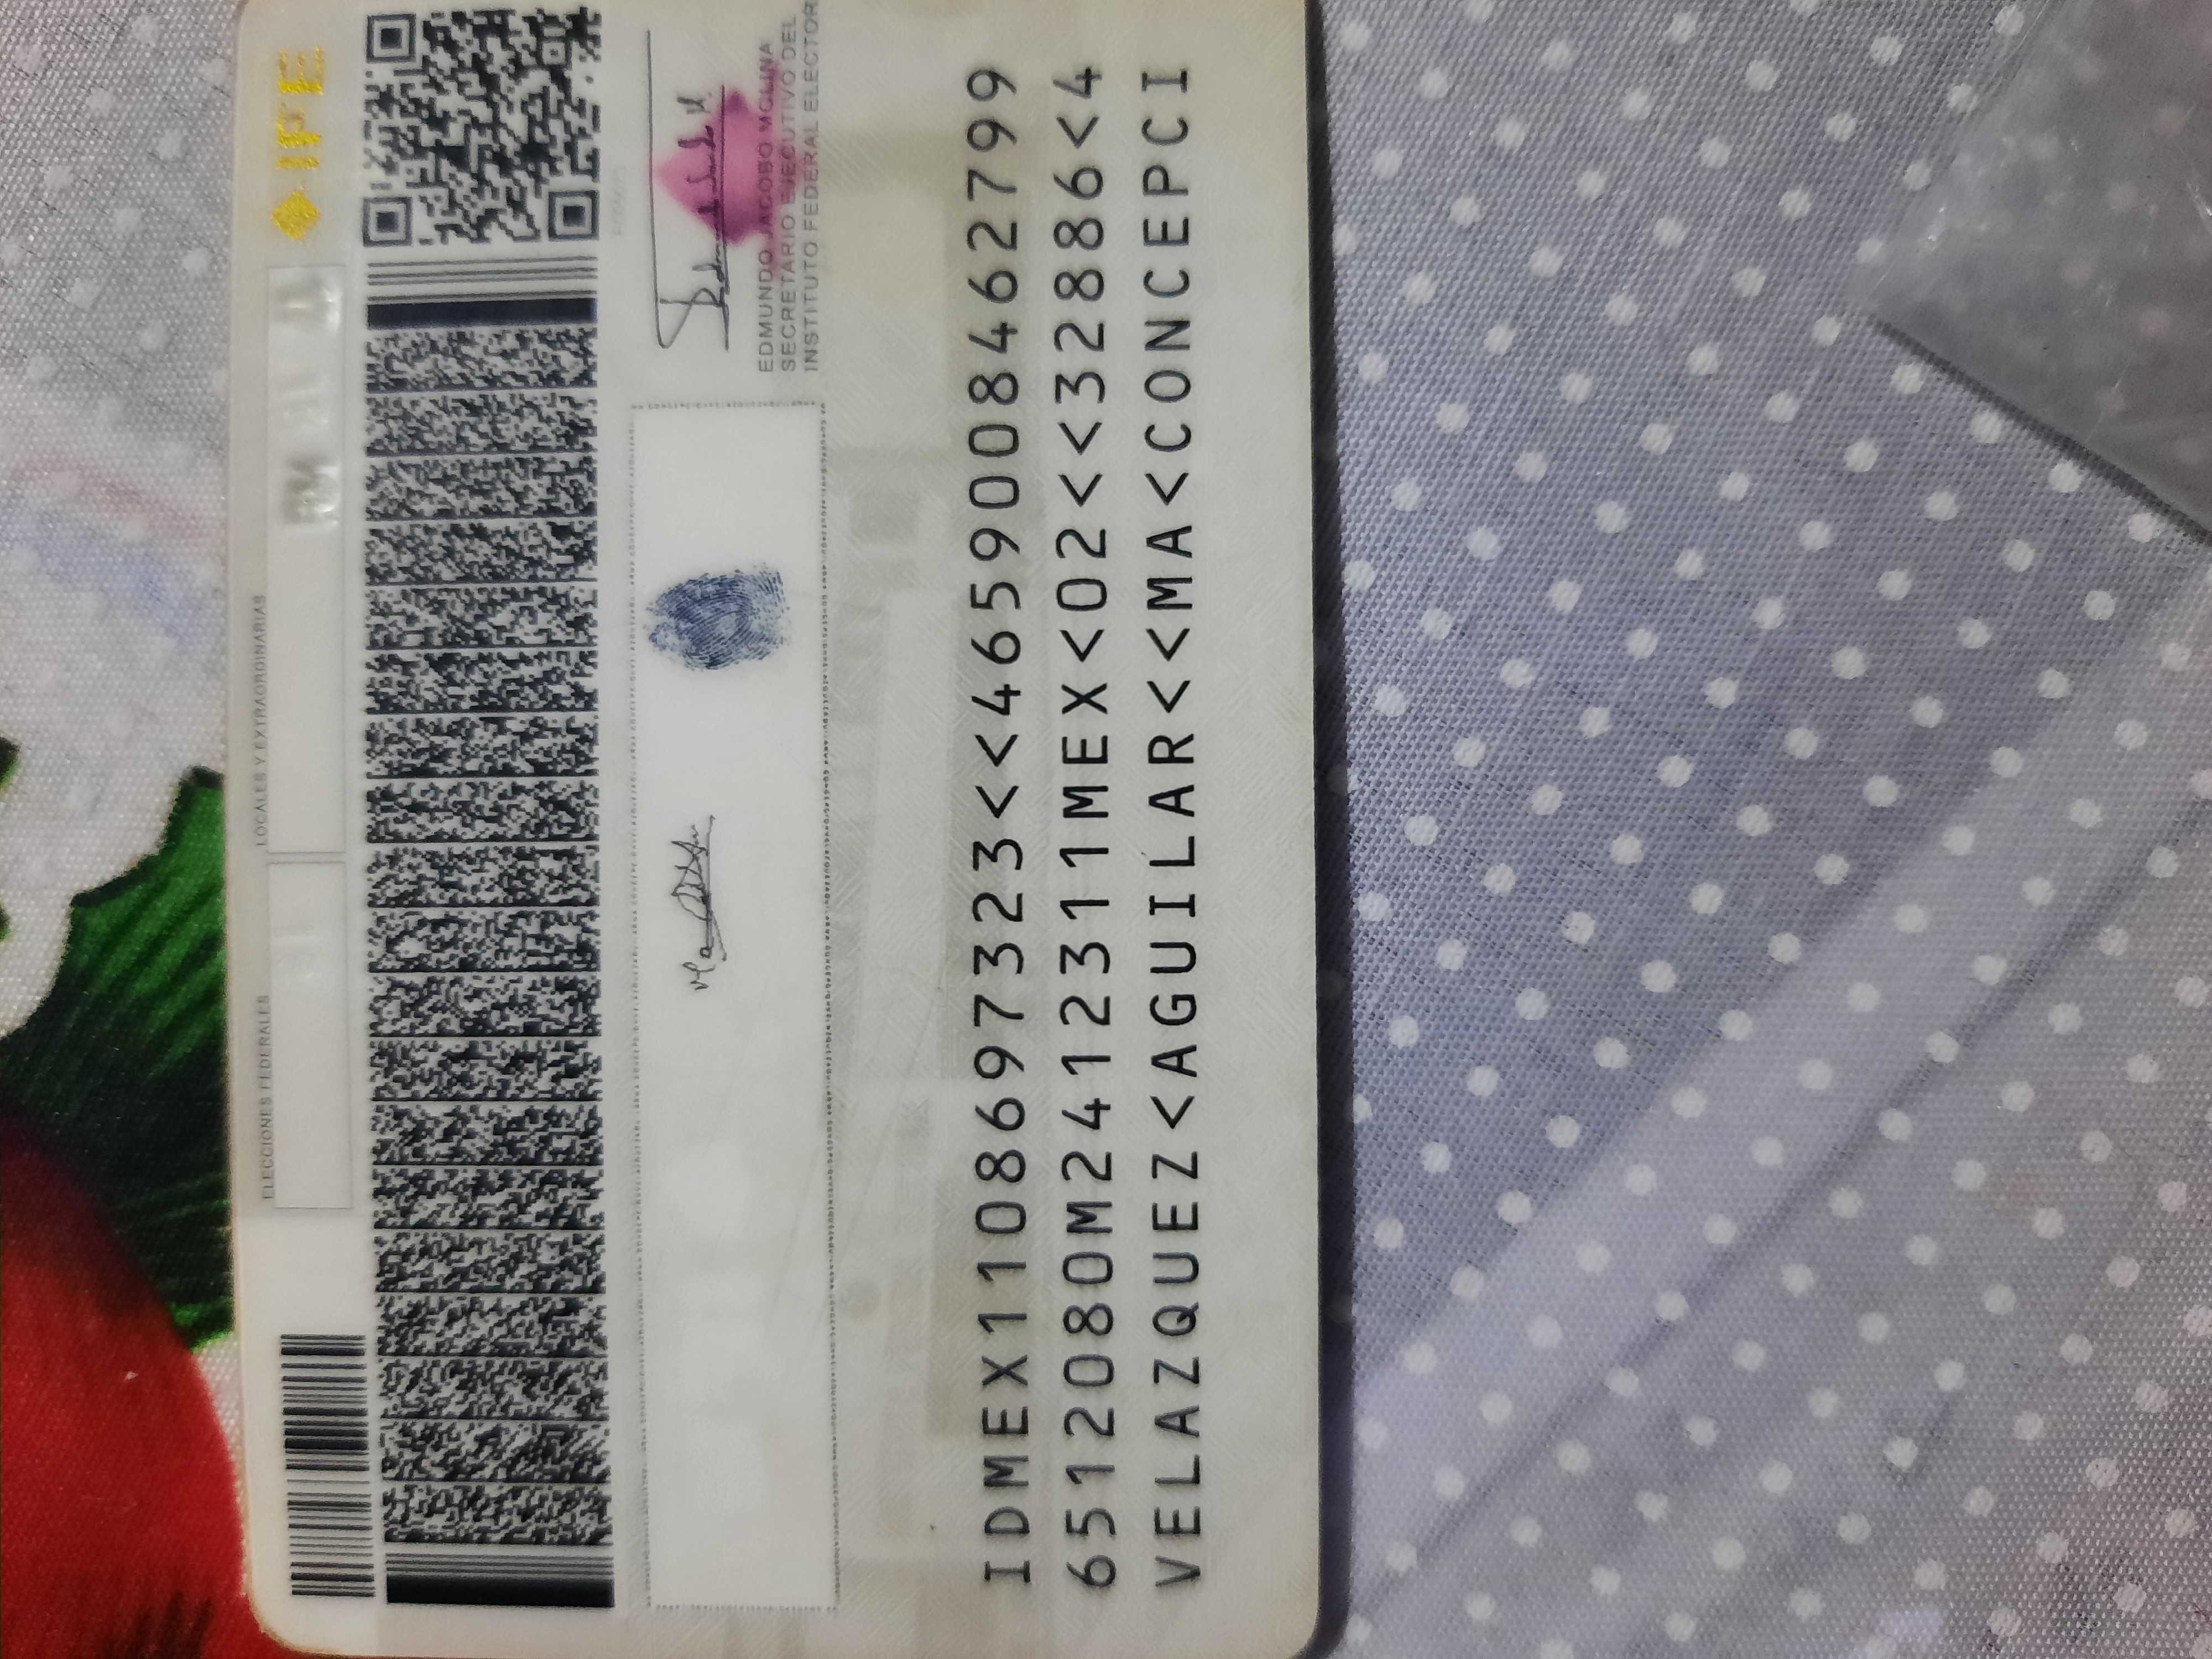 ELECCIONES FEDERALES
LOCALES Y EXTRAORDINARIAS
IFE
EDMUNDO JACOBO MOLINA
SECRETARIO EJECUTIVO DEL
INSTITUTO FEDERAL ELECTOR
IDMEX1108697323<<4659008462799
6512080M2412311MEX<02<<32886<4
VELAZQUEZ<AGUILAR<<MA<CONCEPCI